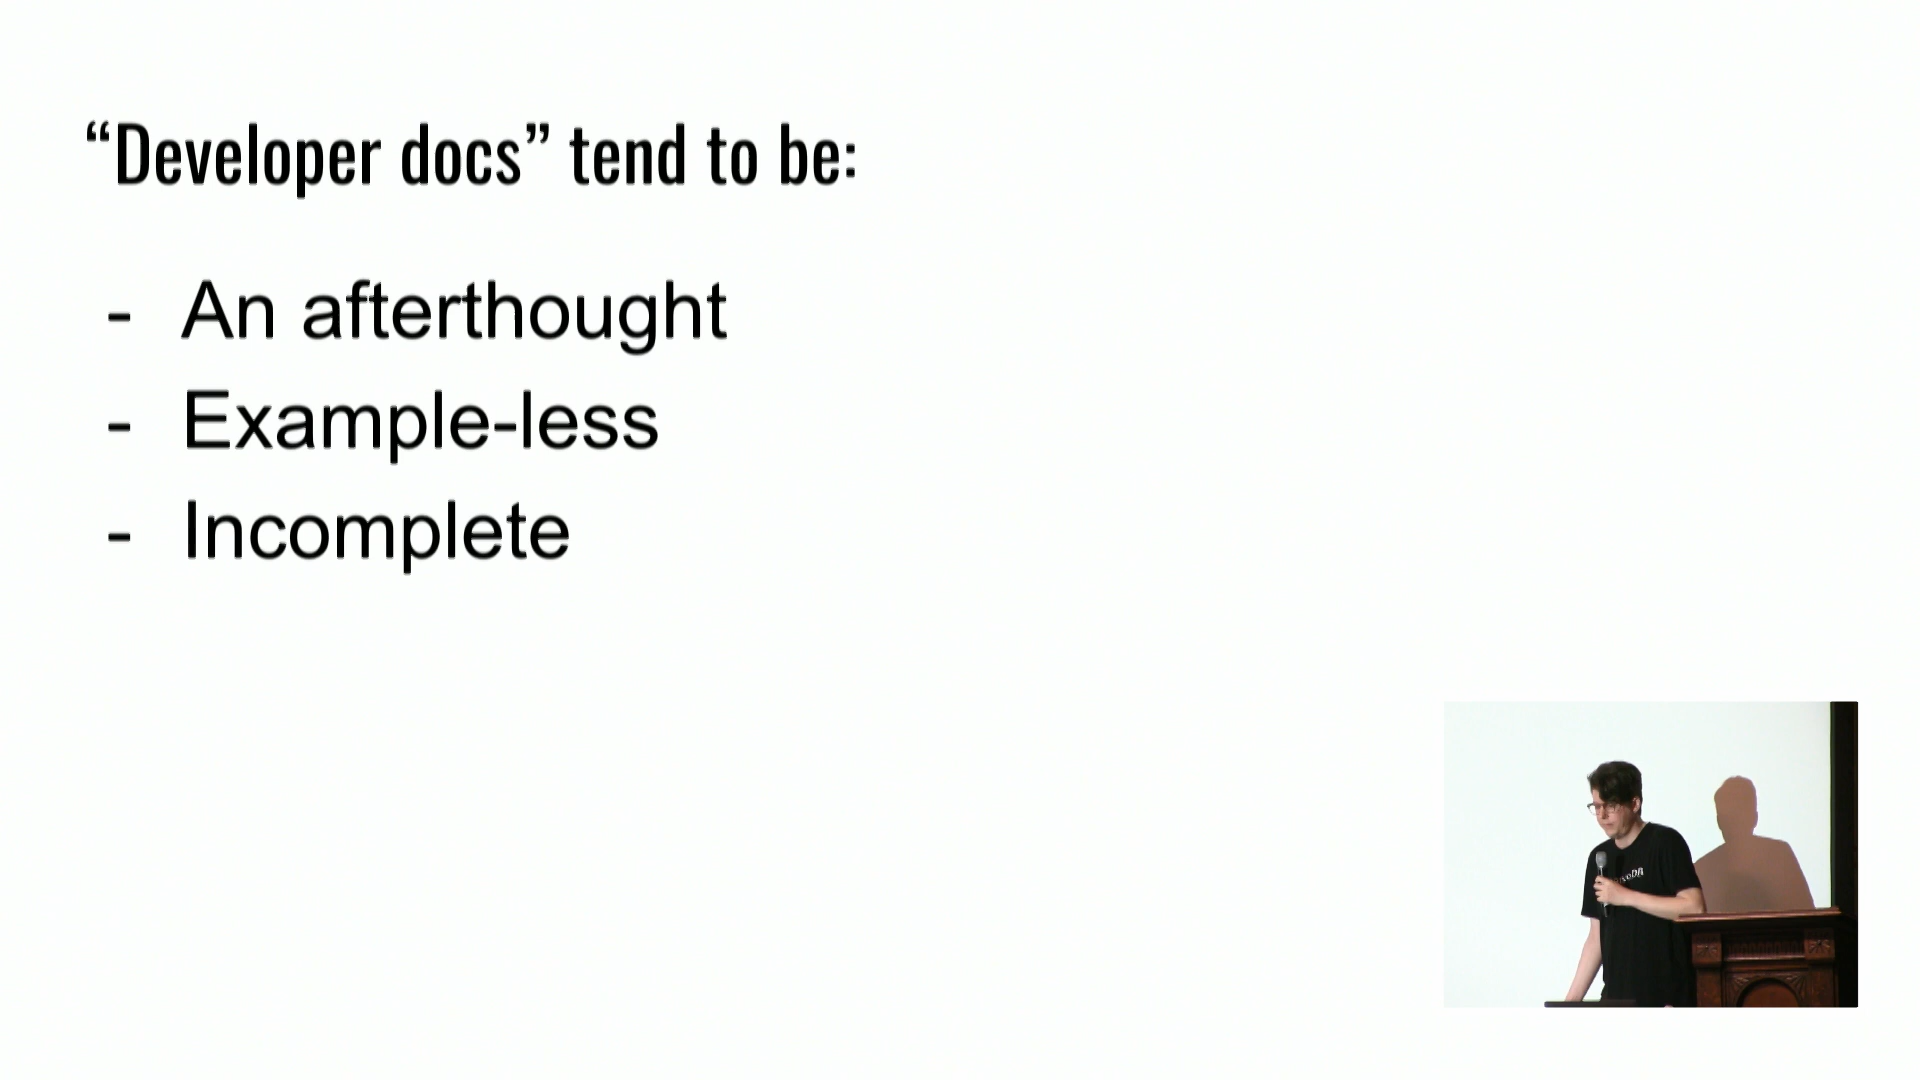 “Developer docs” tend to be:
- An afterthought
- Example-less
- Incomplete